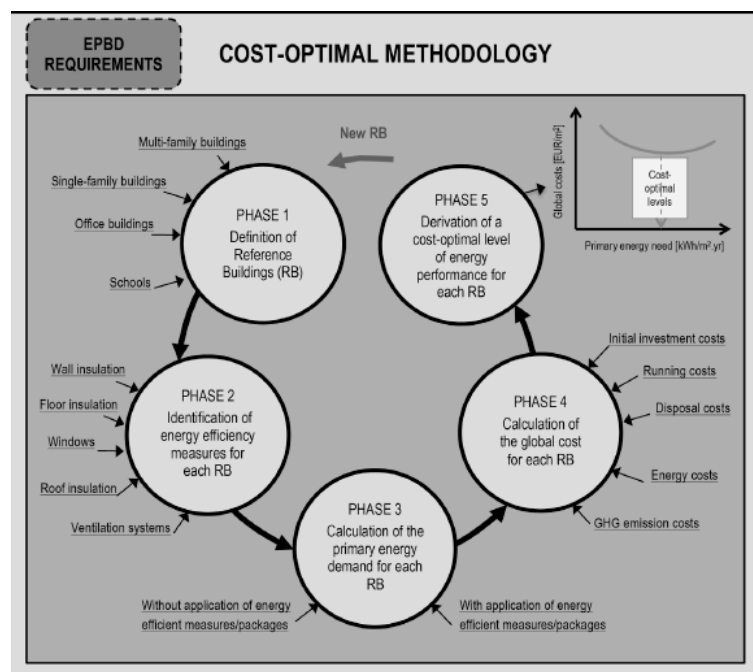 EPBD
REQUIREMENTS
COST-OPTIMAL METHODOLOGY
Multi-family buildings
Single-family buildings
Office buildings
Schools
PHASE 1
Definition of
Reference
Buildings (RB)
New RB
PHASE 5
Derivation of a
cost-optimal level
of energy
performance for
each RB
Global costs [EUR/m²]
Cost-
optimal
levels
Primary energy need [kWh/m².yr]
Wall insulation
Floor insulation
Windows
Roof insulation
Ventilation systems
PHASE 2
Identification of
energy efficiency
measures for
each RB
PHASE 3
Calculation of the
primary energy
demand for each
RB
Without application of energy
efficient measures/packages
With application of energy
efficient measures/packages
PHASE 4
Calculation of
the global cost
for each RB
Initial investment costs
Running costs
Disposal costs
Energy costs
GHG emission costs